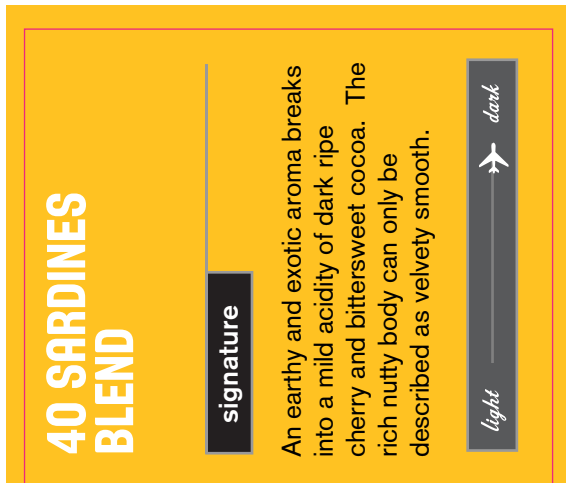 40 SARDINES
BLEND
signature
An earthy and exotic aroma breaks
into a mild acidity of dark ripe
cherry and bittersweet cocoa.  The
rich nutty body can only be
described as velvety smooth.
light dark